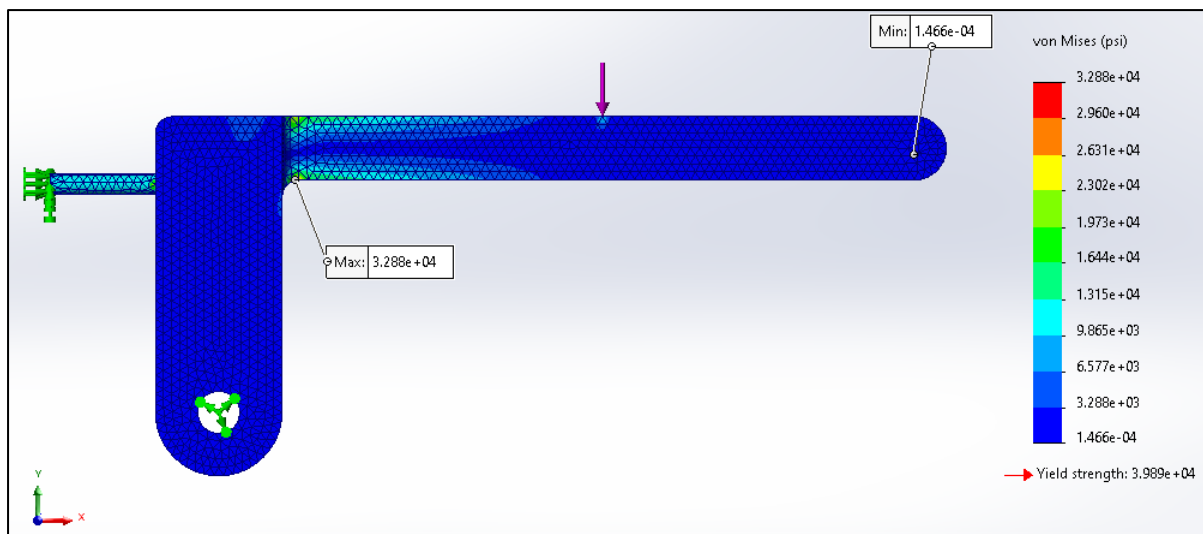 Min: 1.466e-04
von Mises (psi)
3.288e+04
2.960e+04
2.631e+04
2.302e+04
1.973e+04
1.644e+04
1.315e+04
9.865e+03
6.577e+03
3.288e+03
1.466e-04
Yield strength: 3.989e+04
Max: 3.288e+04
Y
X